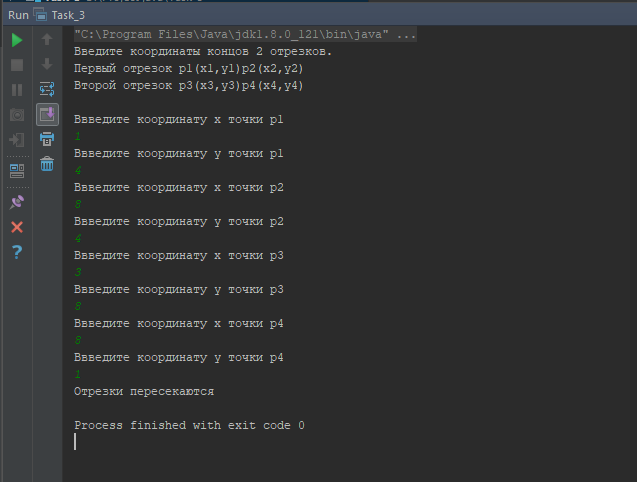 Run Task_3
"C:\Program Files\Java\jdk1.8.0_121\bin\java" ...
Введите координаты концов 2 отрезков.
Первый отрезок p1(x1,y1)p2(x2,y2)
Второй отрезок p3(x3,y3)p4(x4,y4)
Ввведите координату x точки p1
1
Ввведите координату y точки p1
4
Ввведите координату x точки p2
8
Ввведите координату y точки p2
4
Ввведите координату x точки p3
3
Ввведите координату y точки p3
8
Ввведите координату x точки p4
8
Ввведите координату y точки p4
1
Отрезки пересекаются
Process finished with exit code 0